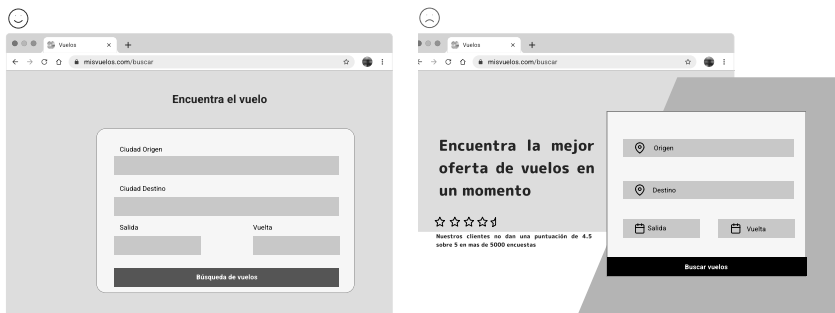 Vuelos
misvuelos.com/buscar
Encuentra el vuelo
Ciudad Origen
Ciudad Destino
Salida
Vuelta
Búsqueda de vuelos
Vuelos
misvuelos.com/buscar
Encuentra la mejor
oferta de vuelos en
un momento
Nuestros clientes no dan una puntuación de 4.5
sobre 5 en mas de 5000 encuestas
Origen
Destino
Salida
Vuelta
Buscar vuelos